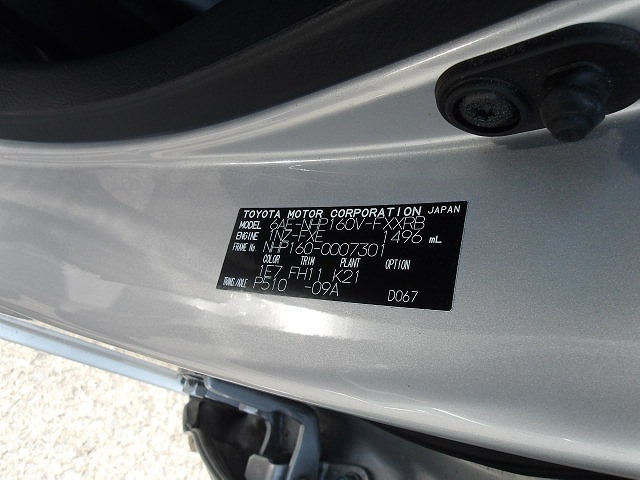 TOYOTA MOTOR CORPORATION JAPAN
MODEL 6AE-NHP160V-FXXRB
ENGINE 1NZ-FXE 1496 mL
FRAME No. NHP160-0007301
COLOR TRIM PLANT OPTION
1E7 FH11 K21
TRANS/AXLE P510 -09A
D067